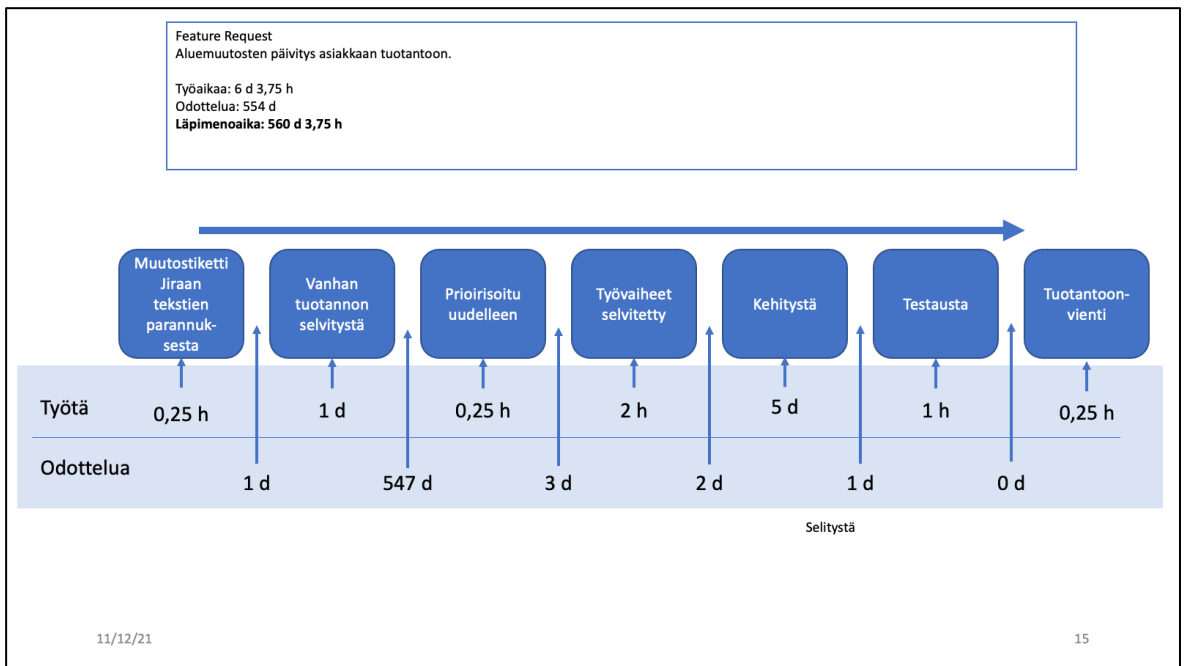 Feature Request
Aluemuutosten päivitys asiakkaan tuotantoon.
Työaikaa: 6 d 3,75 h
Odottelua: 554 d
Läpimenoaika: 560 d 3,75 h
Muutostiketti
Jiraan
tekstien
parannuk-
sesta
Vanhan
tuotannon
selvitystä
Prioirisoitu
uudelleen
Työvaiheet
selvitetty
Kehitystä
Testausta
Tuotantoon-
vienti
Työtä 0,25 h 1 d 0,25 h 2 h 5 d 1 h 0,25 h
Odottelua 1 d 547 d 3 d 2 d 1 d 0 d
Selitystä
11/12/21 15